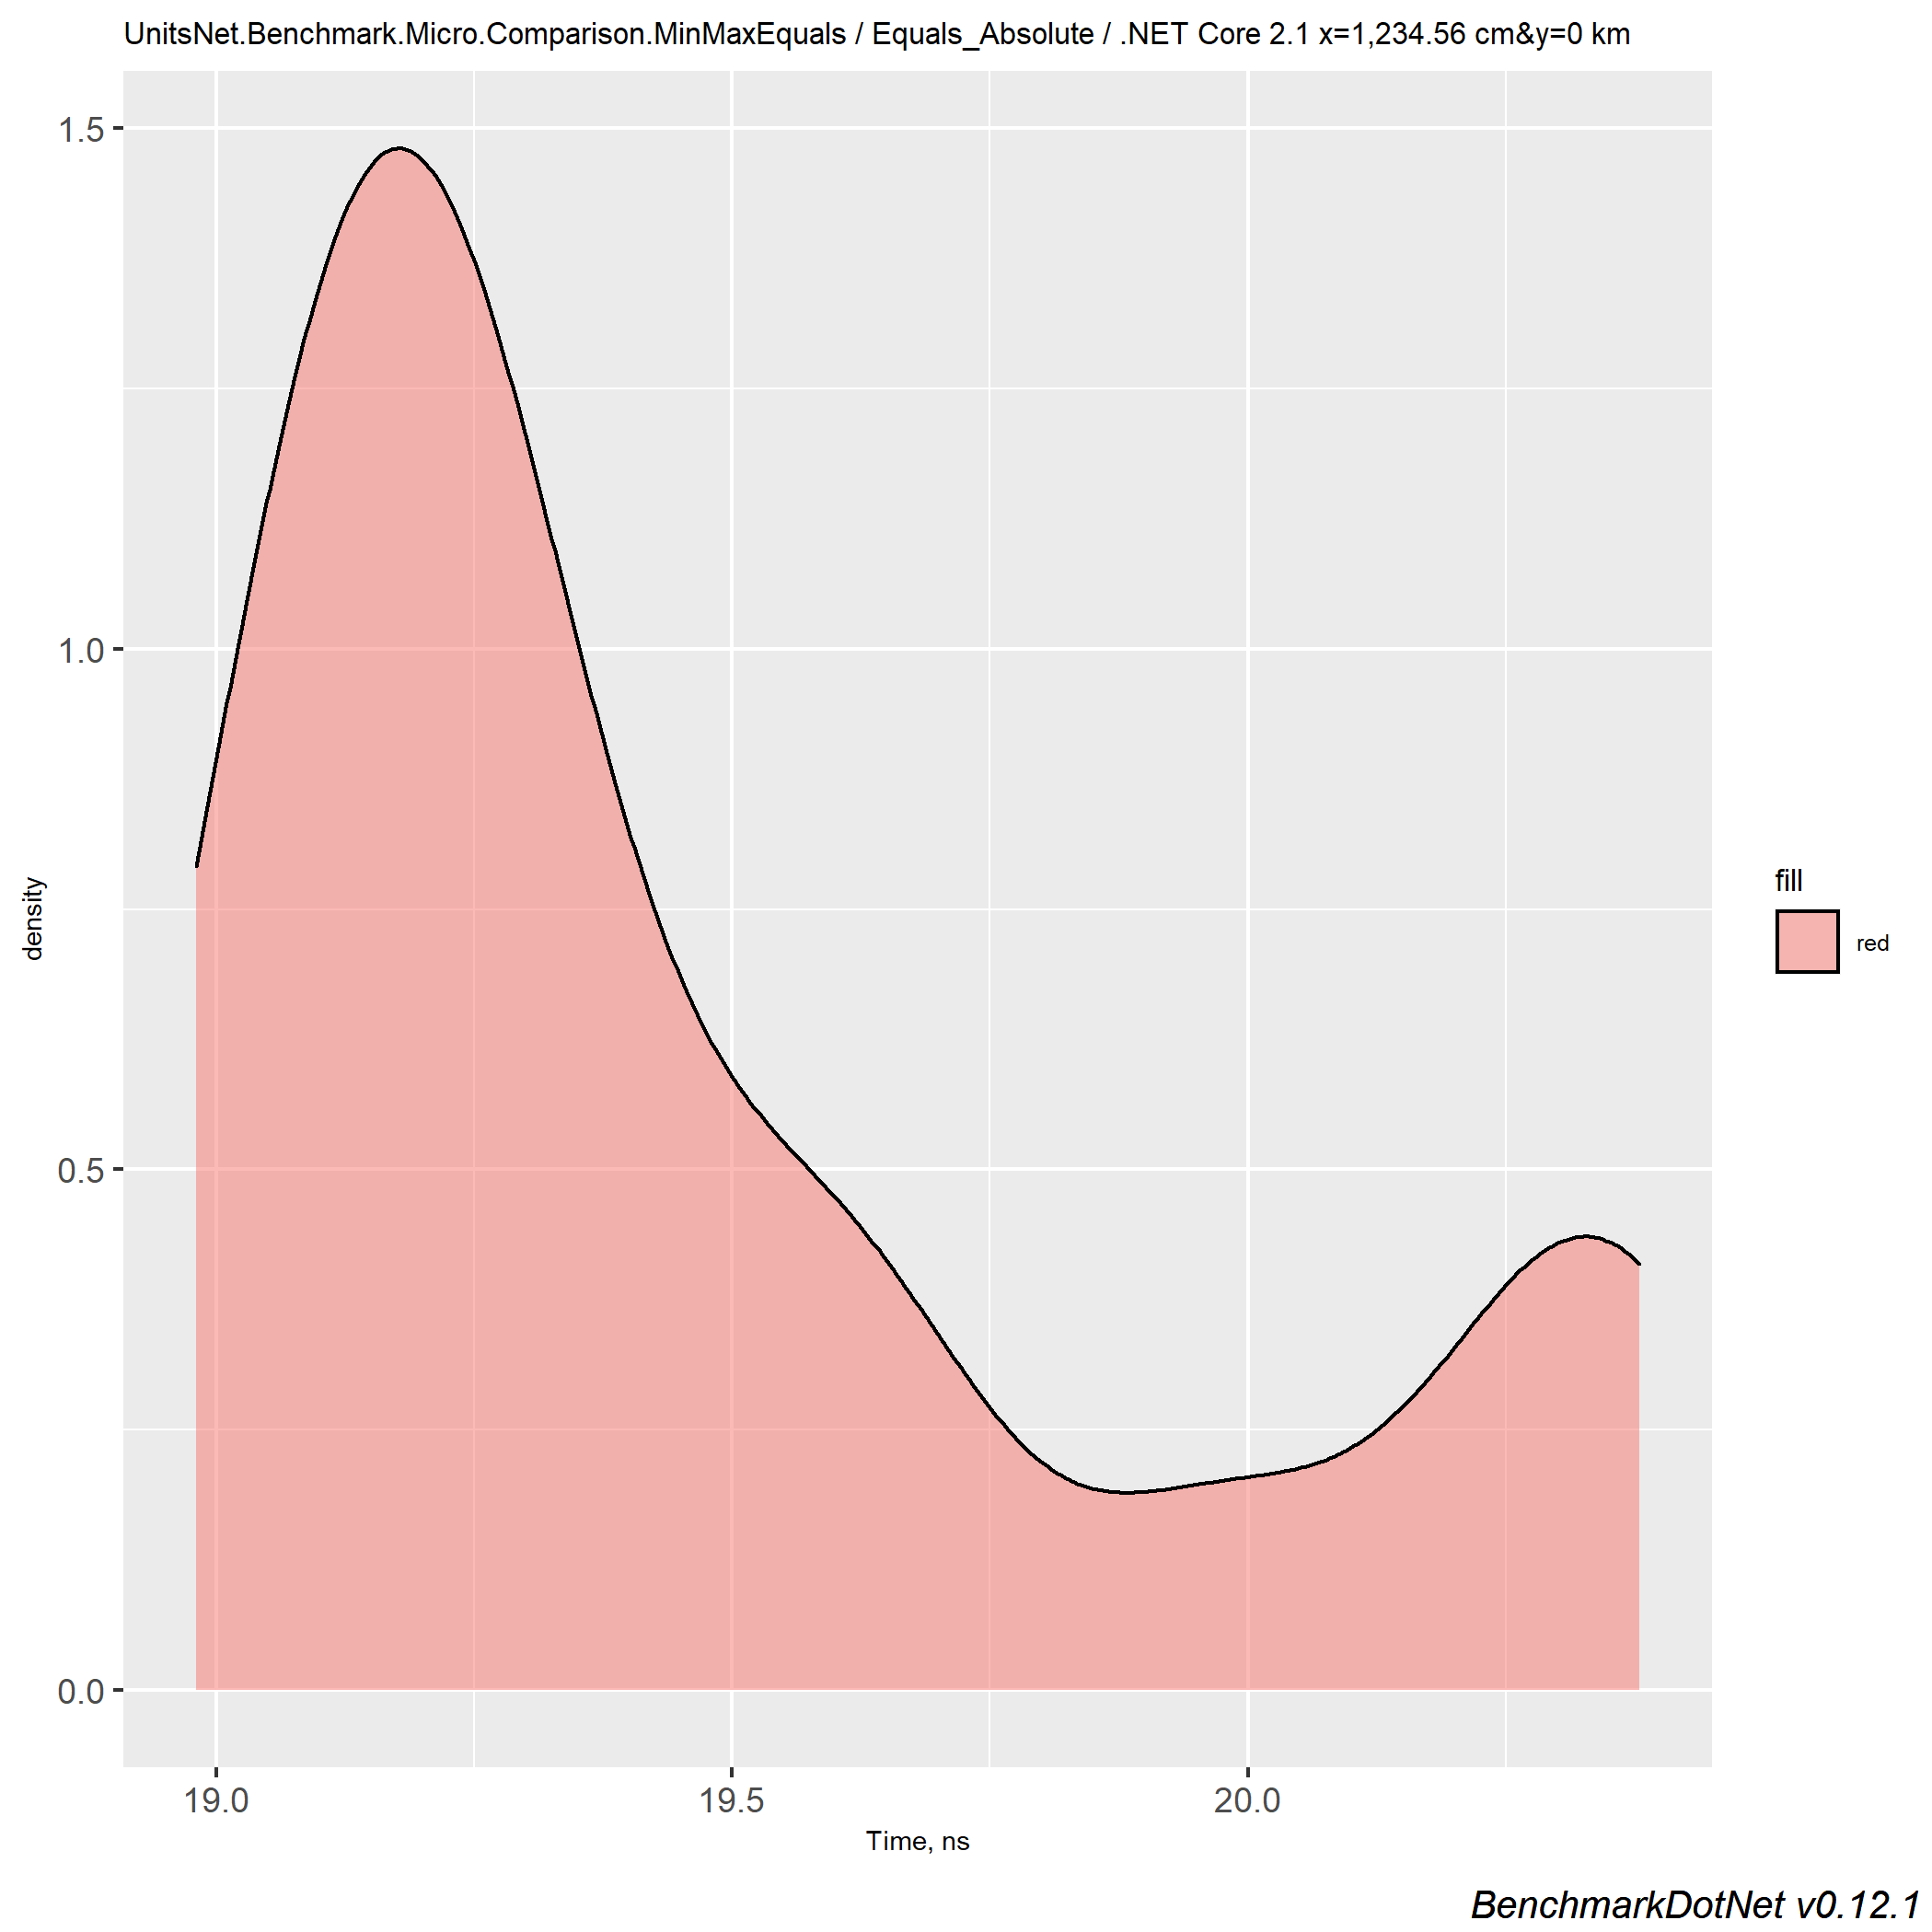 UnitsNet.Benchmark.Micro.Comparison.MinMaxEquals / Equals_Absolute / .NET Core 2.1 x=1,234.56 cm&y=0 km
1.5
1.0
0.5
0.0
density
19.0 19.5 20.0
Time, ns
fill
red
BenchmarkDotNet v0.12.1